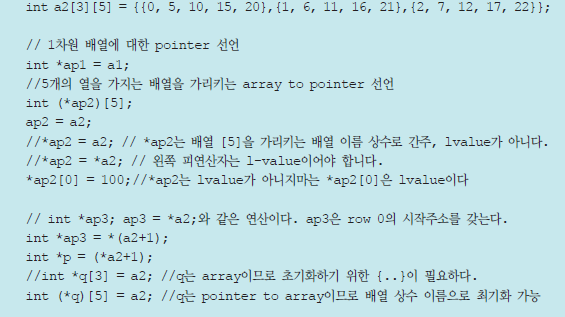 int a2[3][5] = {{0, 5, 10, 15, 20},{1, 6, 11, 16, 21},{2, 7, 12, 17, 22}};
// 1차원 배열에 대한 pointer 선언
int *ap1 = a1;
//5개의 열을 가지는 배열을 가리키는 array to pointer 선언
int (*ap2)[5];
ap2 = a2;
//*ap2 = a2; // *ap2는 배열 [5]을 가리키는 배열 이름 상수로 간주, lvalue가 아니다.
//*ap2 = *a2; // 왼쪽 피연산자는 l-value이어야 합니다.
*ap2[0] = 100;//*ap2는 lvalue가 아니지마는 *ap2[0]은 lvalue이다
// int *ap3; ap3 = *a2;와 같은 연산이다. ap3은 row 0의 시작주소를 갖는다.
int *ap3 = *(a2+1);
int *p = (*a2+1);
//int *q[3] = a2; //q는 array이므로 초기화하기 위한 {..}이 필요하다.
int (*q)[5] = a2; //q는 pointer to array이므로 배열 상수 이름으로 최기화 가능